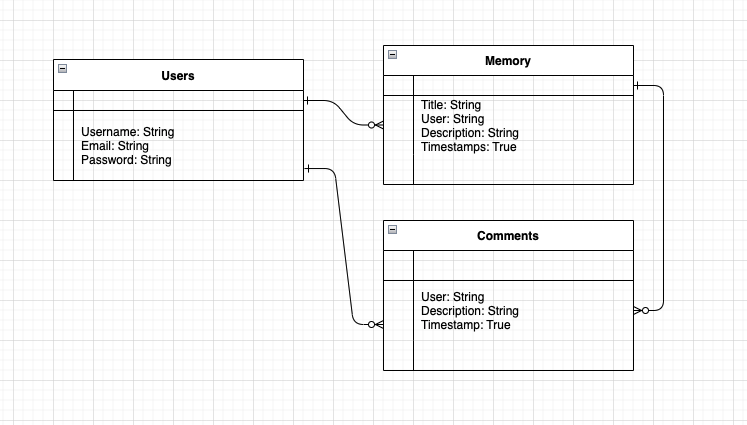 Users
Username: String
Email: String
Password: String
Memory
Title: String
User: String
Description: String
Timestamps: True
Comments
User: String
Description: String
Timestamp: True